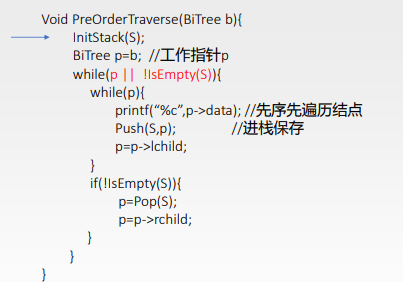 Void PreOrderTraverse(BiTree b){
InitStack(S);
BiTree p=b; //工作指针p
while(p || !IsEmpty(S)){
while(p){
printf(“%c”,p->data); //先序先遍历结点
Push(S,p); //进栈保存
p=p->lchild;
}
if(!IsEmpty(S)){
p=Pop(S);
p=p->rchild;
}
}
}